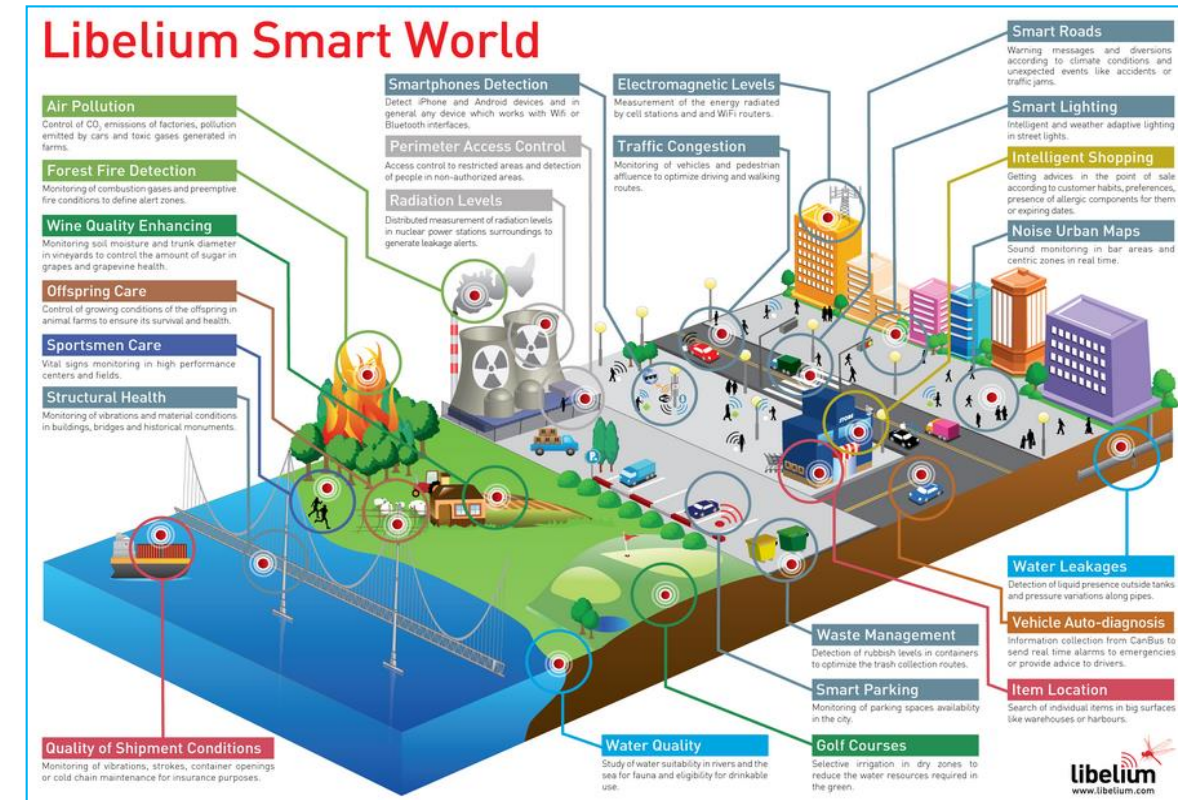 Libelium Smart World
Air Pollution
Control of CO₂ emissions of factories, pollution
emitted by cars and toxic gases generated in
farms.
Forest Fire Detection
Monitoring of combustion gases and preemptive
fire conditions to define alert zones.
Wine Quality Enhancing
Monitoring soil moisture and trunk diameter
in vineyards to control the amount of sugar in
grapes and grapevine health.
Offspring Care
Control of growing conditions of the offspring in
animal farms to ensure its survival and health.
Sportsmen Care
Vital signs monitoring in high performance
centers and fields.
Structural Health
Monitoring of vibrations and material conditions
in buildings, bridges and historical monuments.
Quality of Shipment Conditions
Monitoring of vibrations, strokes, container openings
or cold chain maintenance for insurance purposes.
Smartphones Detection
Detect iPhone and Android devices and in
general any device which works with Wifi or
Bluetooth interfaces.
Perimeter Access Control
Access control to restricted areas and detection
of people in non-authorized areas.
Radiation Levels
Distributed measurement of radiation levels
in nuclear power stations surroundings to
generate leakage alerts.
Electromagnetic Levels
Measurement of the energy radiated
by cell stations and and WiFi routers.
Traffic Congestion
Monitoring of vehicles and pedestrian
affluence to optimize driving and walking
routes.
Smart Roads
Warning messages and diversions
according to climate conditions and
unexpected events like accidents or
traffic jams.
Smart Lighting
Intelligent and weather adaptive lighting
in street lights.
Intelligent Shopping
Getting advices in the point of sale
according to customer habits, preferences,
presence of allergic components for them
or expiring dates.
Noise Urban Maps
Sound monitoring in bar areas and
centric zones in real time.
P
STORE
Water Leakages
Detection of liquid presence outside tanks
and pressure variations along pipes.
Vehicle Auto-diagnosis
Information collection from CanBus to
send real time alarms to emergencies
or provide advice to drivers.
Item Location
Search of individual items in big surfaces
like warehouses or harbours.
Waste Management
Detection of rubbish levels in containers
to optimize the trash collection routes.
Smart Parking
Monitoring of parking spaces availability
in the city.
Golf Courses
Selective irrigation in dry zones to
reduce the water resources required in
the green.
Water Quality
Study of water suitability in rivers and the
sea for fauna and eligibility for drinkable
use.
libelium
www.libelium.com